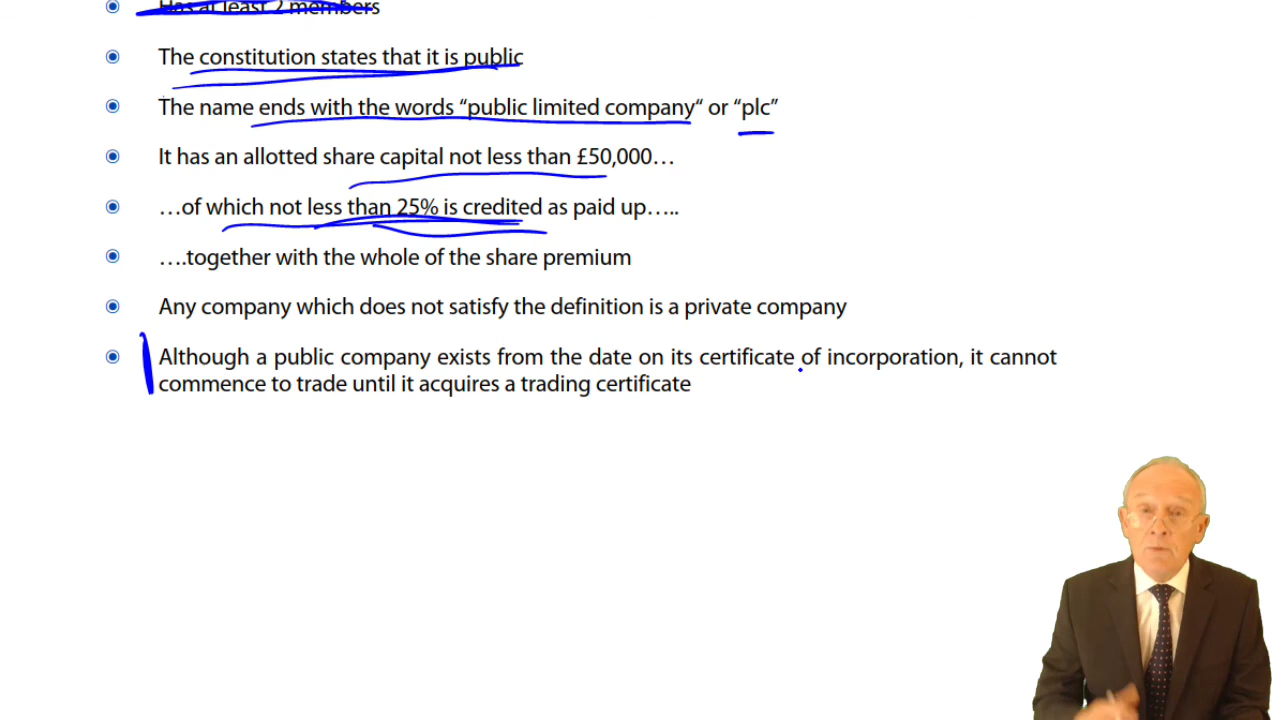 Has at least 2 members
The constitution states that it is public
The name ends with the words “public limited company“ or “plc”
It has an allotted share capital not less than £50,000…
…of which not less than 25% is credited as paid up…..
….together with the whole of the share premium
Any company which does not satisfy the definition is a private company
Although a public company exists from the date on its certificate of incorporation, it cannot
commence to trade until it acquires a trading certificate